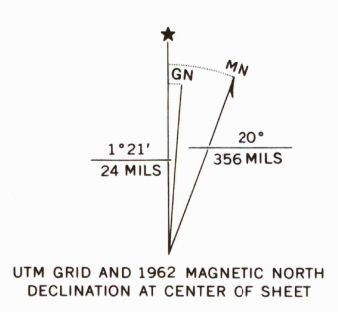 ★
GN
MN
1°21'
24 MILS
20°
356 MILS
UTM GRID AND 1962 MAGNETIC NORTH
DECLINATION AT CENTER OF SHEET